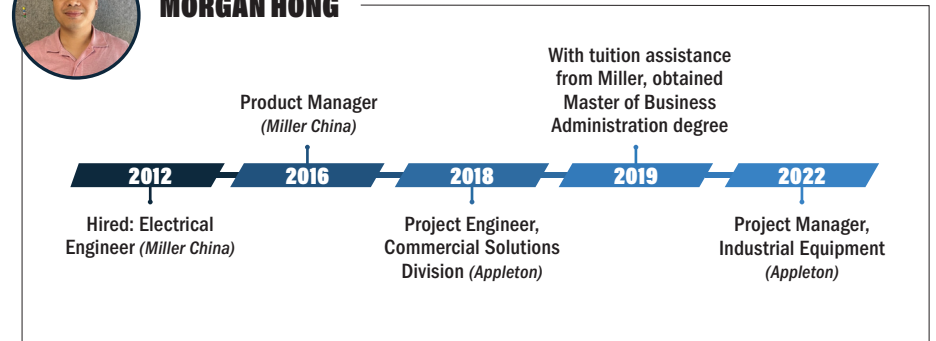 MORGAN HONG
With tuition assistance
from Miller, obtained
Master of Business
Administration degree
Product Manager
(Miller China)
2012
2016
2018
2019
2022
Hired: Electrical
Engineer (Miller China)
Project Engineer,
Commercial Solutions
Division (Appleton)
Project Manager,
Industrial Equipment
(Appleton)